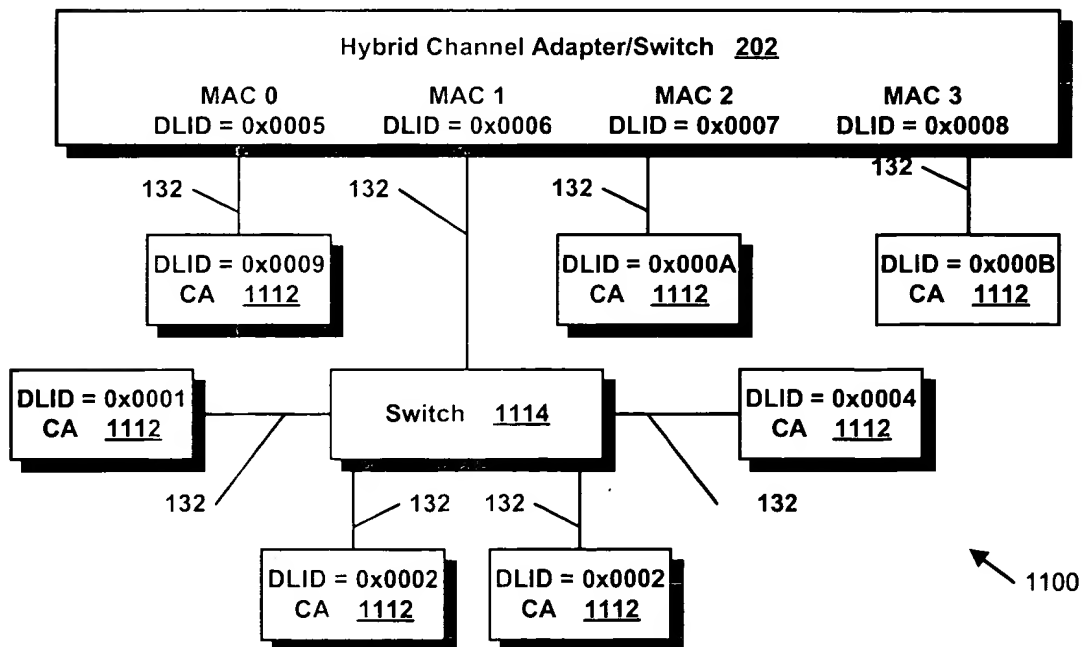 Hybrid Channel Adapter/Switch 202
MAC 0 MAC 1 MAC 2 MAC 3
DLID = 0x0005 DLID = 0x0006 DLID = 0x0007 DLID = 0x0008
132 132 132 132
DLID = 0x0009 DLID = 0x000A DLID = 0x000B
CA 1112 CA 1112 CA 1112
DLID = 0x0001 Switch 1114 DLID = 0x0004
CA 1112 CA 1112
132 132 132 132
DLID = 0x0002 DLID = 0x0002
CA 1112 CA 1112
1100